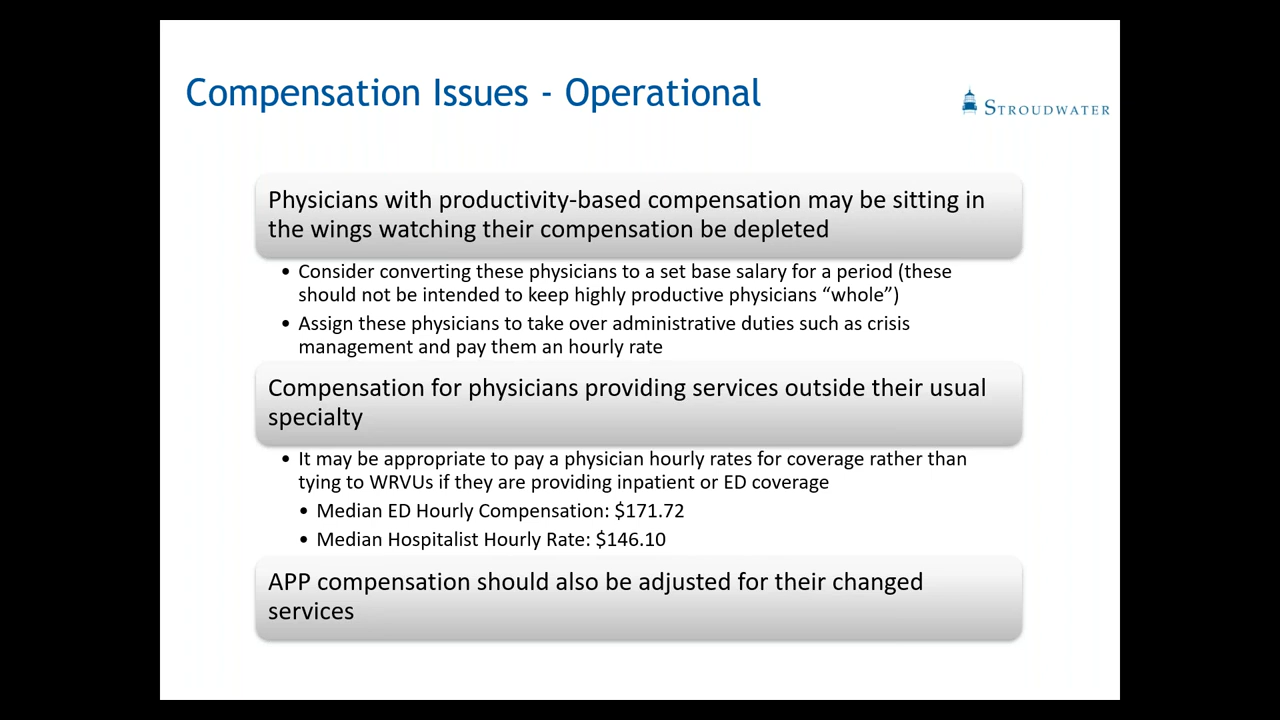 Compensation Issues - Operational
STROUDWATER
Physicians with productivity-based compensation may be sitting in
the wings watching their compensation be depleted
• Consider converting these physicians to a set base salary for a period (these
should not be intended to keep highly productive physicians “whole”)
• Assign these physicians to take over administrative duties such as crisis
management and pay them an hourly rate
Compensation for physicians providing services outside their usual
specialty
• It may be appropriate to pay a physician hourly rates for coverage rather than
tying to WRVUs if they are providing inpatient or ED coverage
• Median ED Hourly Compensation: $171.72
• Median Hospitalist Hourly Rate: $146.10
APP compensation should also be adjusted for their changed
services